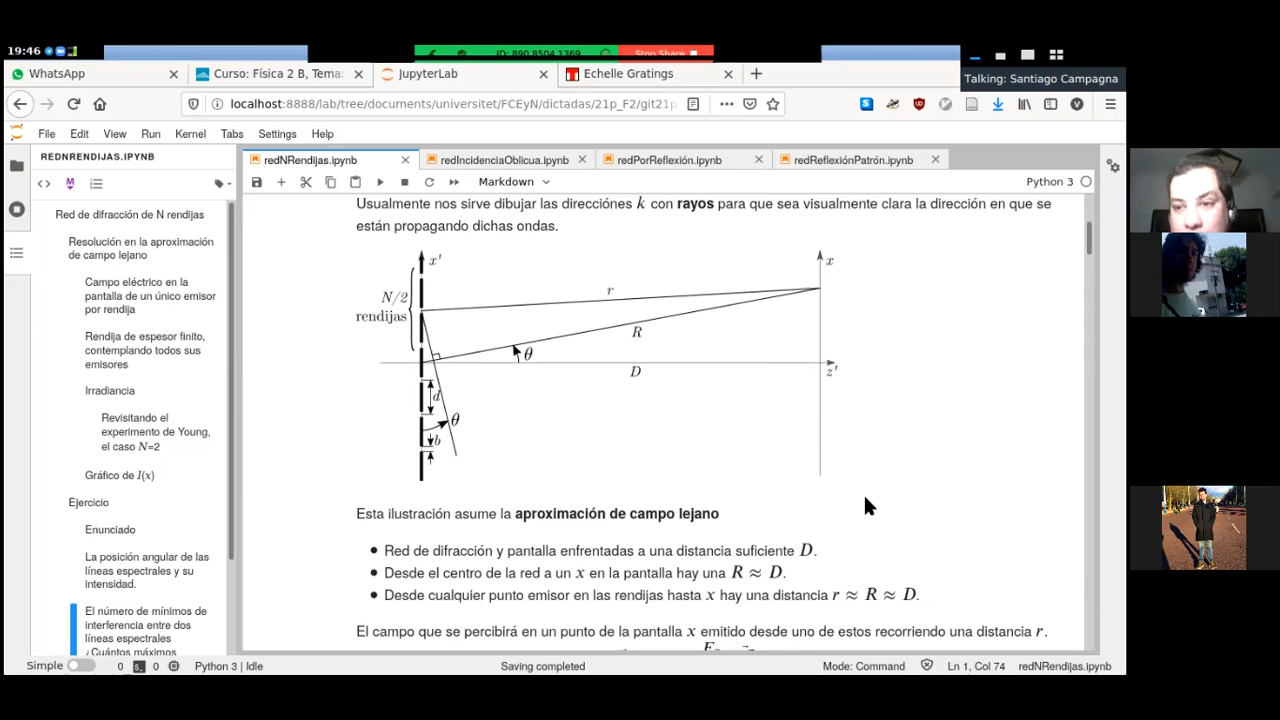 19:46
ID: 890 8504 1369
Stop Share
WhatsApp
Curso: Física 2 B, Tema:
JupyterLab
Echelle Gratings
Talking: Santiago Campagna
localhost:8888/lab/tree/documents/universitet/FCEyN/dictadas/21p_F2/git21p
File Edit View Run Kernel Tabs Settings Help
REDNRENDIJAS.IPYNB
redNRendijas.ipynb
redIncidenciaOblicua.ipynb
redPorReflexión.ipynb
redReflexiónPatrón.ipynb
Markdown
Python 3
Red de difracción de N rendijas
Resolución en la aproximación
de campo lejano
Campo eléctrico en la
pantalla de un único emisor
por rendija
Rendija de espesor finito,
contemplando todos sus
emisores
Irradiancia
Revisitando el
experimento de Young,
el caso N=2
Gráfico de I(x)
Ejercicio
Enunciado
La posición angular de las
líneas espectrales y su
intensidad.
El número de mínimos de
interferencia entre dos
líneas espectrales
¿Cuántos máximos
Usualmente nos sirve dibujar las direcciónes k con rayos para que sea visualmente clara la dirección en que se
están propagando dichas ondas.
x'
x
N/2
rendijas
r
R
θ
D
z'
d
θ
b
Esta ilustración asume la aproximación de campo lejano
• Red de difracción y pantalla enfrentadas a una distancia suficiente D.
• Desde el centro de la red a un x en la pantalla hay una R ≈ D.
• Desde cualquier punto emisor en las rendijas hasta x hay una distancia r ≈ R ≈ D.
El campo que se percibirá en un punto de la pantalla x emitido desde uno de estos recorriendo una distancia r.
Simple
0
0
Python 3 | Idle
Saving completed
Mode: Command
Ln 1, Col 74
redNRendijas.ipynb